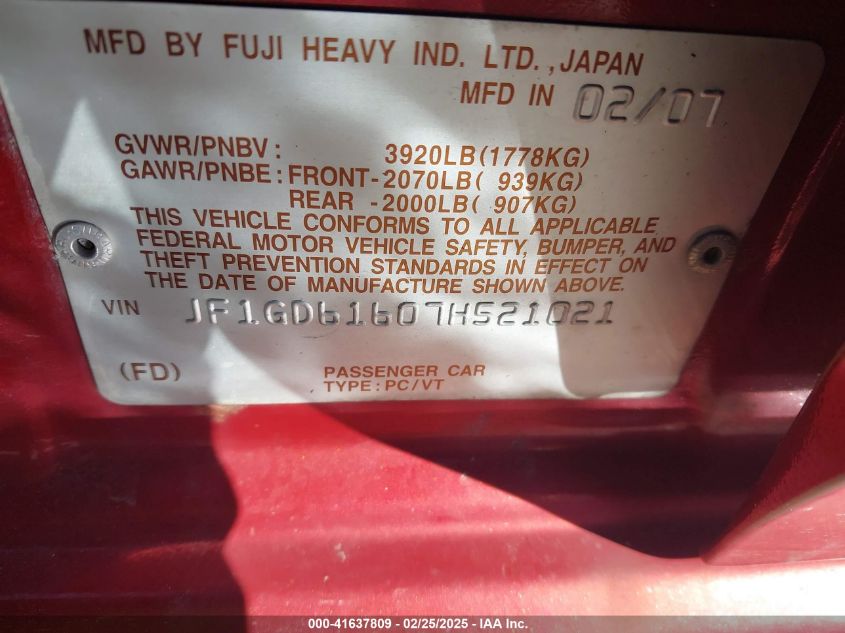 MFD BY FUJI HEAVY IND. LTD., JAPAN
MFD IN 02/07
GVWR/PNBV: 3920LB(1778KG)
GAWR/PNBE: FRONT-2070LB( 939KG)
REAR -2000LB( 907KG)
THIS VEHICLE CONFORMS TO ALL APPLICABLE
FEDERAL MOTOR VEHICLE SAFETY, BUMPER, AND
THEFT PREVENTION STANDARDS IN EFFECT ON
THE DATE OF MANUFACTURE SHOWN ABOVE.
VIN JF1GD61607H521021
(FD) PASSENGER CAR
TYPE: PC/VT
000-41637809 - 02/25/2025 - IAA Inc.